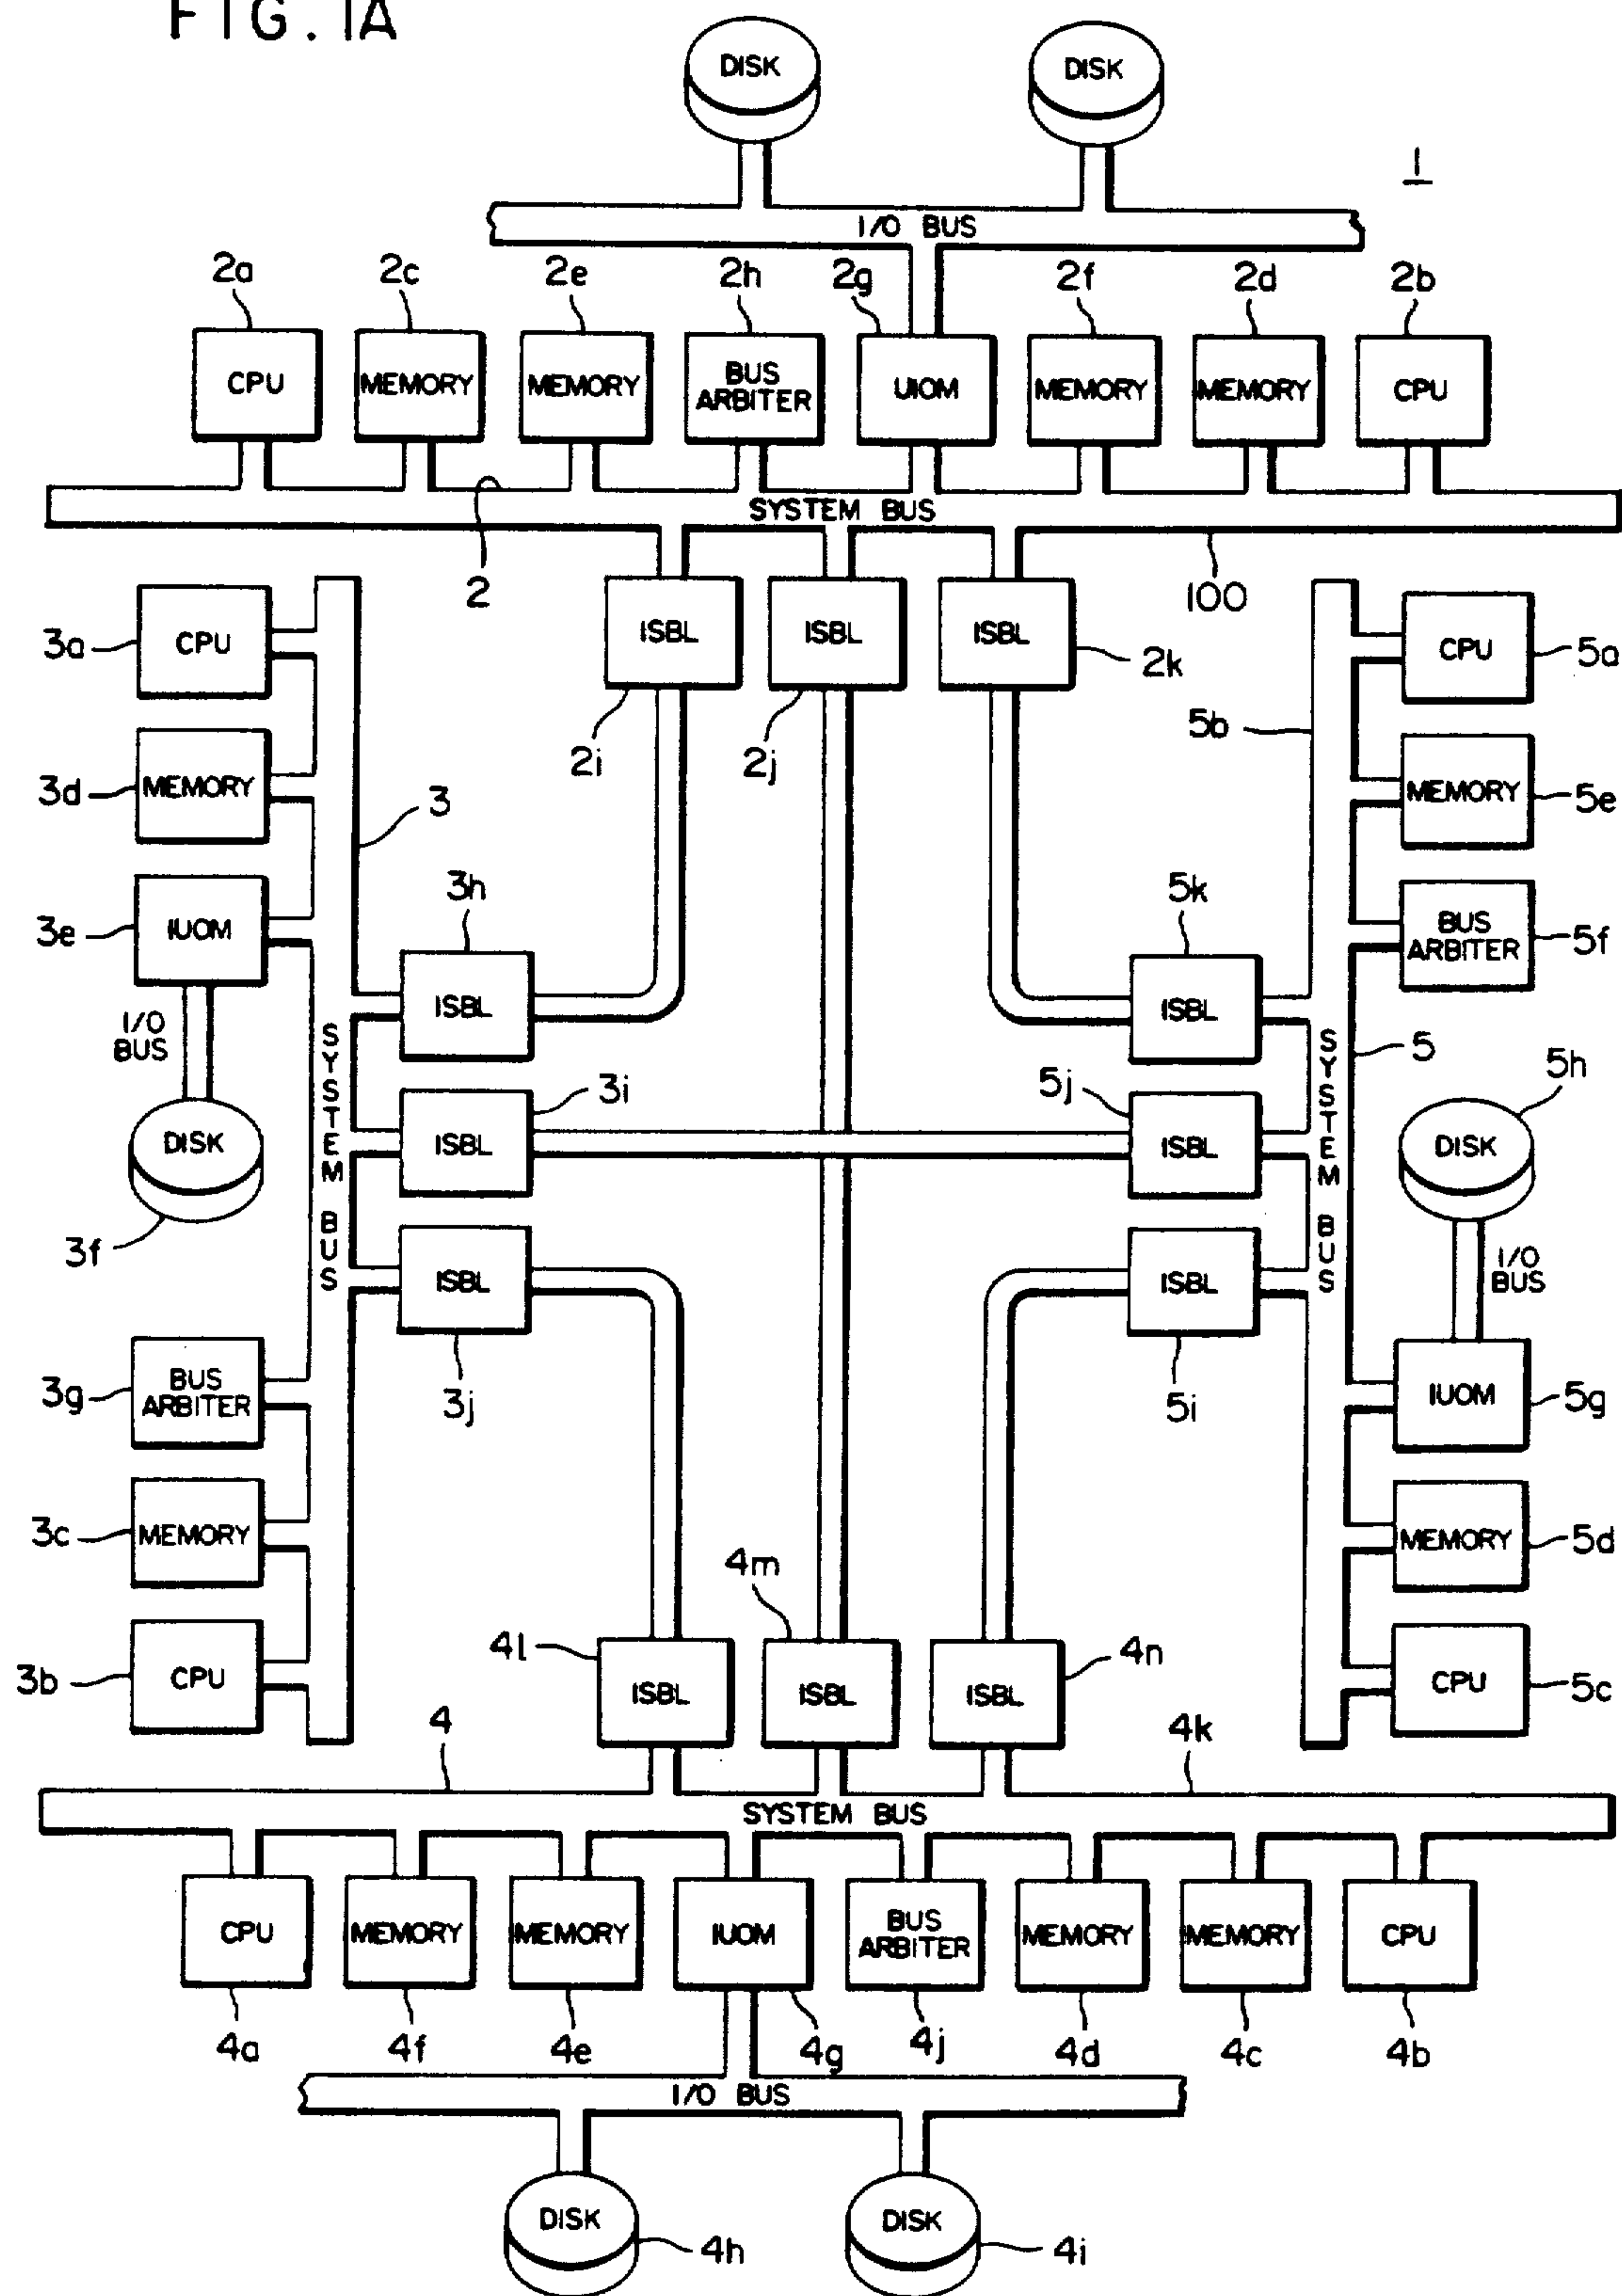 FIG. 1A
DISK
DISK
1
I/O BUS
2a
2c
2e
2h
2g
2f
2d
2b
CPU
MEMORY
MEMORY
BUS
ARBITER
UIOM
MEMORY
MEMORY
CPU
SYSTEM BUS
2
100
ISBL
ISBL
ISBL
2i
2j
2k
3a
CPU
3d
MEMORY
3
3e
IUOM
I/O
BUS
DISK
3f
SYSTEM BUS
3h
ISBL
3i
ISBL
ISBL
3j
3g
BUS
ARBITER
3c
MEMORY
3b
CPU
5b
CPU
5a
MEMORY
5e
BUS
ARBITER
5f
5k
ISBL
5j
ISBL
ISBL
5i
SYSTEM BUS
5
5h
DISK
I/O
BUS
IUOM
5g
MEMORY
5d
CPU
5c
4l
ISBL
4m
ISBL
4n
ISBL
4
4k
SYSTEM BUS
CPU
MEMORY
MEMORY
IUOM
BUS
ARBITER
MEMORY
MEMORY
CPU
4a
4f
4e
4g
4j
4d
4c
4b
I/O BUS
DISK
4h
DISK
4i